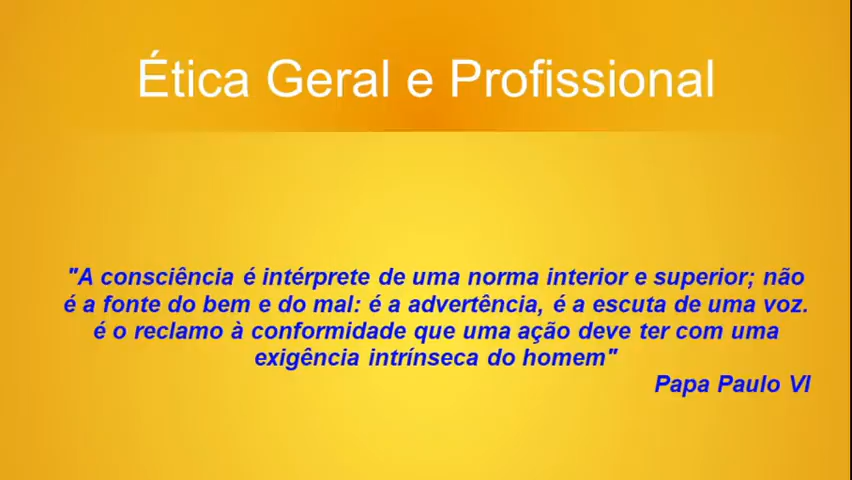 Ética Geral e Profissional
"A consciência é intérprete de uma norma interior e superior; não
é a fonte do bem e do mal: é a advertência, é a escuta de uma voz.
é o reclamo à conformidade que uma ação deve ter com uma
exigência intrínseca do homem"
Papa Paulo VI